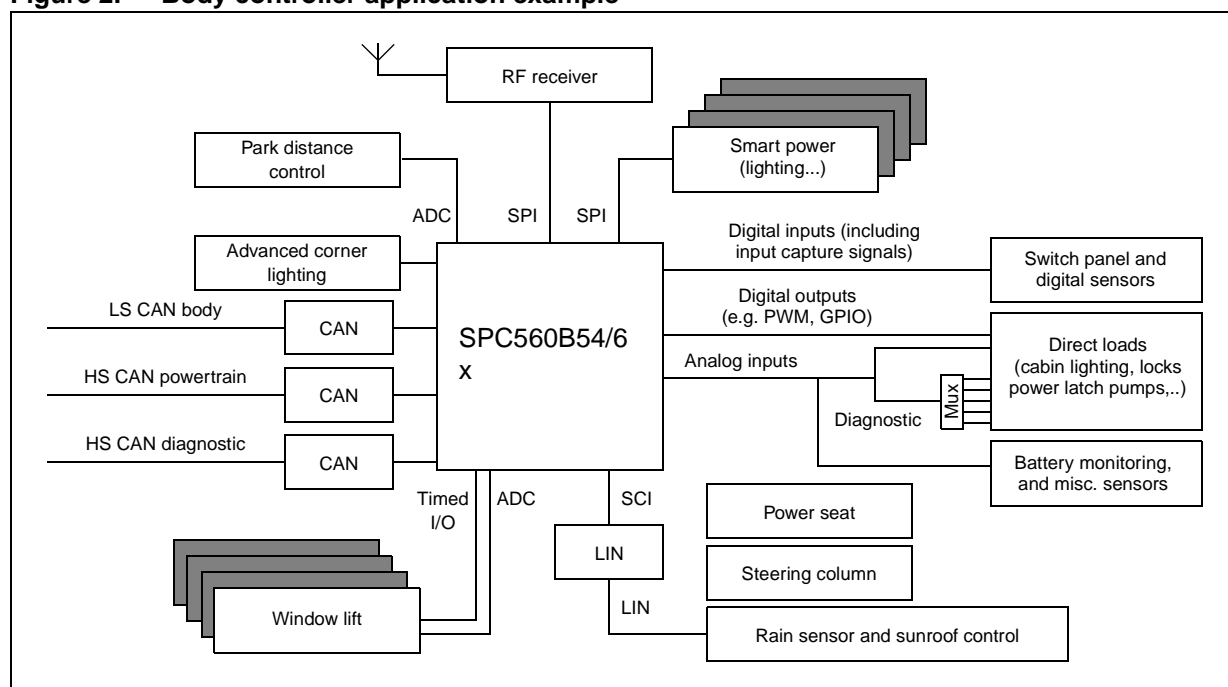 Figure 2. Body controller application example
RF receiver
Park distance
control
Smart power
(lighting...)
ADC
SPI
SPI
Advanced corner
lighting
Digital inputs (including
input capture signals)
Switch panel and
digital sensors
LS CAN body
CAN
Digital outputs
(e.g. PWM, GPIO)
SPC560B54/6
x
Direct loads
(cabin lighting, locks
power latch pumps,..)
Analog inputs
HS CAN powertrain
CAN
Mux
Diagnostic
HS CAN diagnostic
CAN
Battery monitoring,
and misc. sensors
Timed
I/O
ADC
SCI
Power seat
LIN
Steering column
LIN
Window lift
Rain sensor and sunroof control